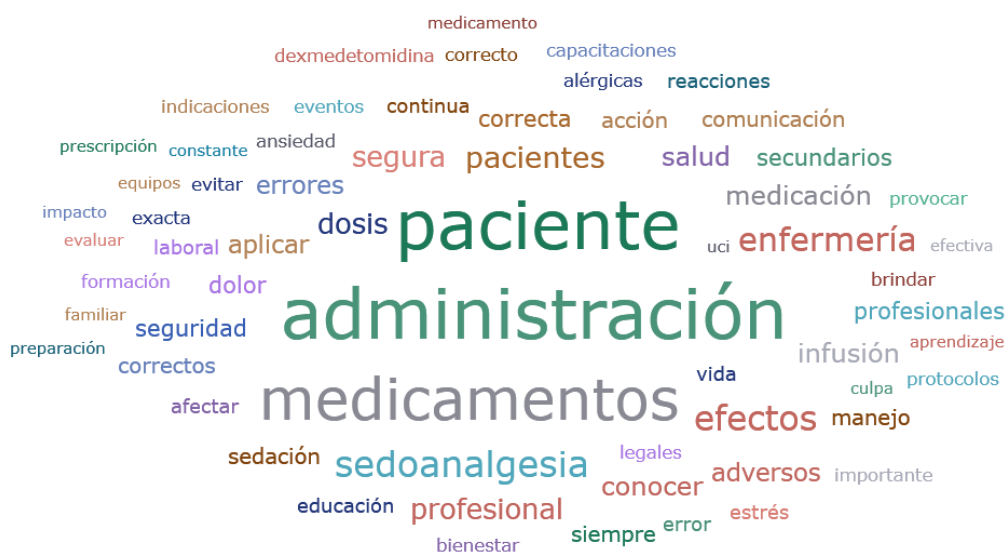 medicamento
dexmedetomidina correcto capacitaciones
alérgicas reacciones
indicaciones eventos continua correcta acción comunicación
prescripción constante ansiedad segura pacientes salud secundarios
equipos evitar errores medicación provocar
impacto exacta dosis paciente uci enfermería efectiva
evaluar laboral aplicar
formación dolor brindar
familiar seguridad administración profesionales
preparación correctos infusión aprendizaje
vida culpa protocolos
afectar medicamentos efectos manejo
sedación sedoanalgesia legales adversos importante
educación profesional conocer estrés
bienestar siempre error